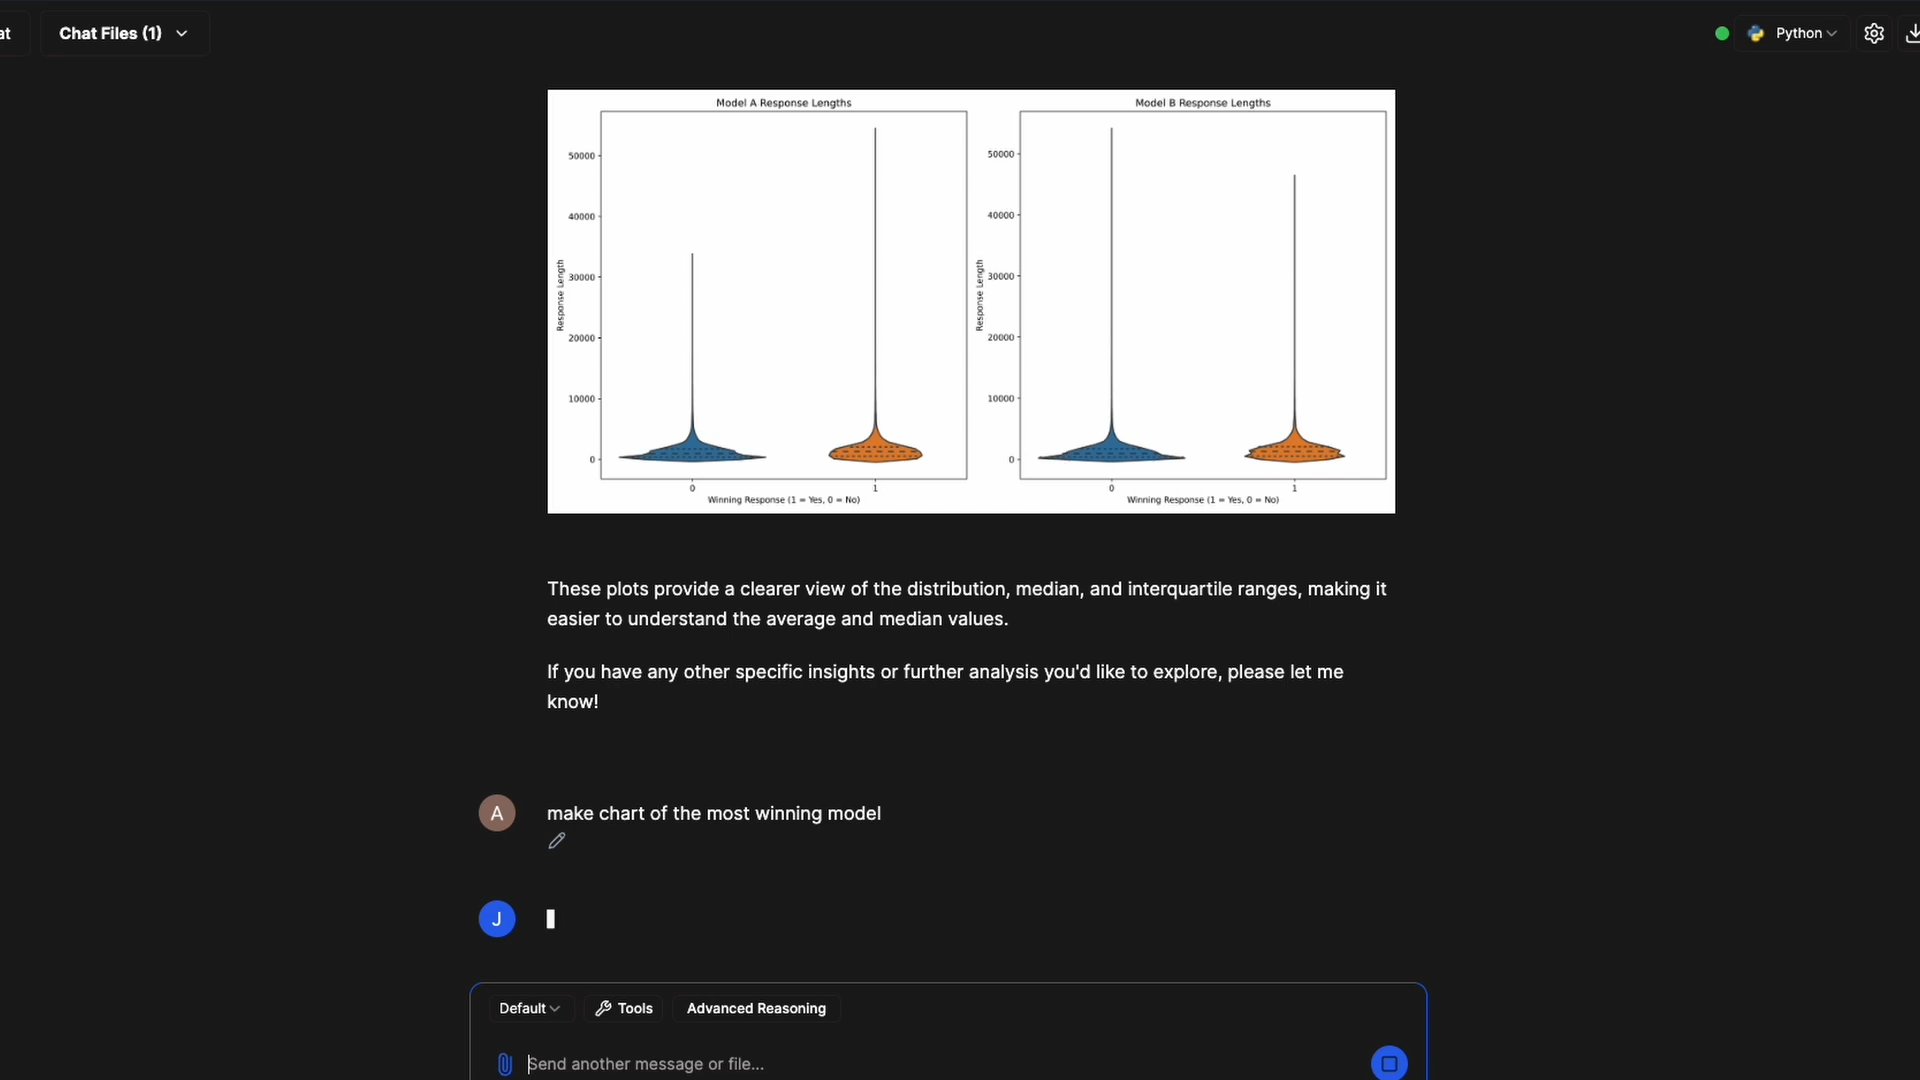 at
Chat Files (1)
Python
Model A Response Lengths
Model B Response Lengths
50000
40000
30000
20000
10000
0
Response Length
0
1
Winning Response (1 = Yes, 0 = No)
50000
40000
30000
20000
10000
0
Response Length
0
1
Winning Response (1 = Yes, 0 = No)
These plots provide a clearer view of the distribution, median, and interquartile ranges, making it
easier to understand the average and median values.
If you have any other specific insights or further analysis you'd like to explore, please let me
know!
A
make chart of the most winning model
J
Default
Tools
Advanced Reasoning
Send another message or file...